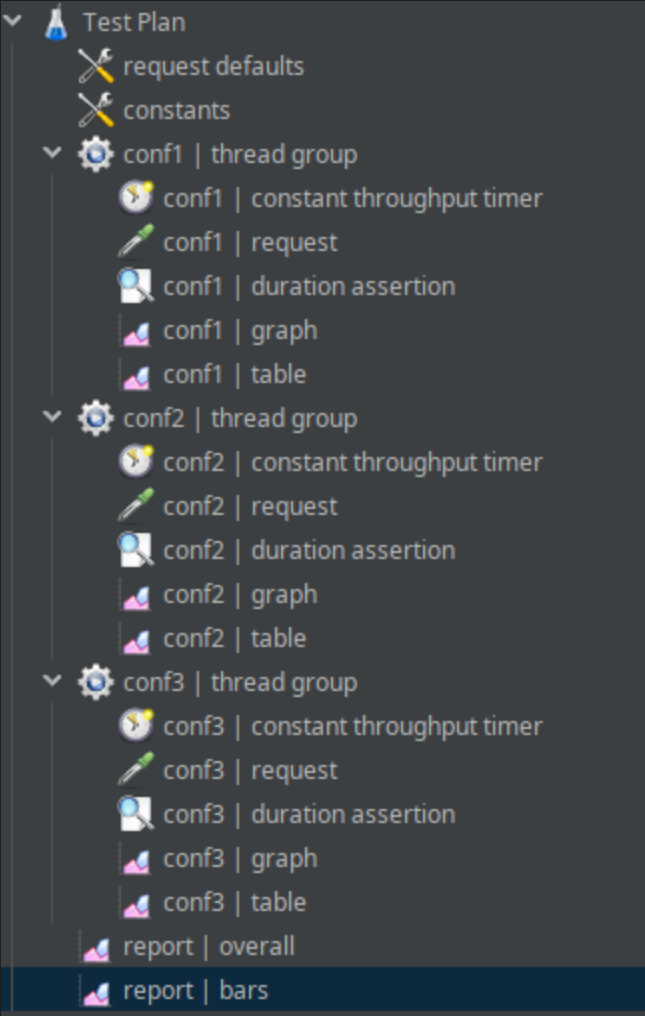 Test Plan
request defaults
constants
conf1 | thread group
conf1 | constant throughput timer
conf1 | request
conf1 | duration assertion
conf1 | graph
conf1 | table
conf2 | thread group
conf2 | constant throughput timer
conf2 | request
conf2 | duration assertion
conf2 | graph
conf2 | table
conf3 | thread group
conf3 | constant throughput timer
conf3 | request
conf3 | duration assertion
conf3 | graph
conf3 | table
report | overall
report | bars